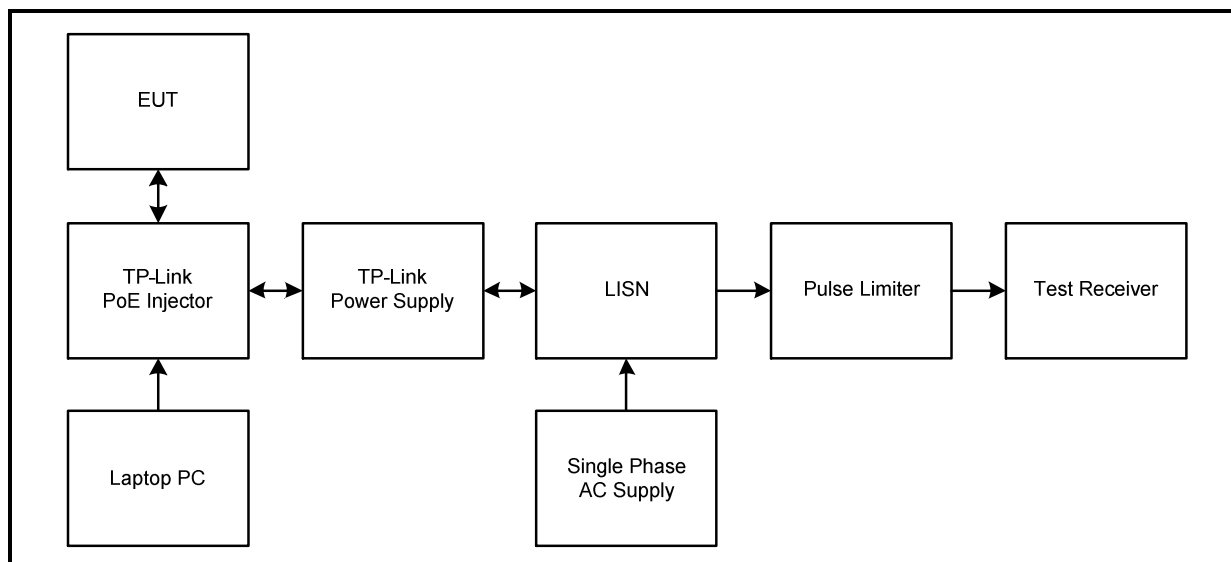 EUT
TP-Link
PoE Injector
TP-Link
Power Supply
LISN
Pulse Limiter
Test Receiver
Laptop PC
Single Phase
AC Supply